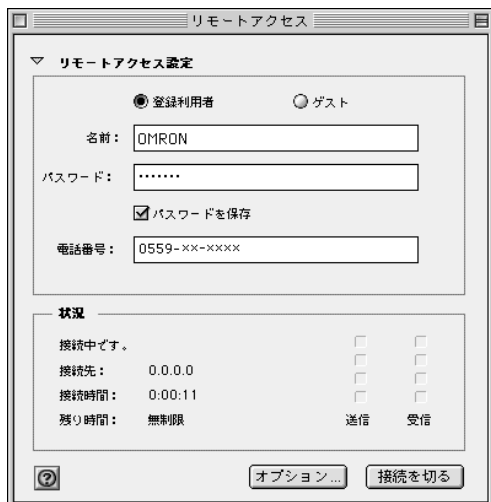 リモートアクセス
リモートアクセス設定
登録利用者 ゲスト
名前： OMRON
パスワード： •••••••
パスワードを保存
電話番号： 0559-××-××××
状況
接続中です。
接続先： 0.0.0.0
接続時間： 0:00:11
残り時間： 無制限 送信 受信
? オプション... 接続を切る